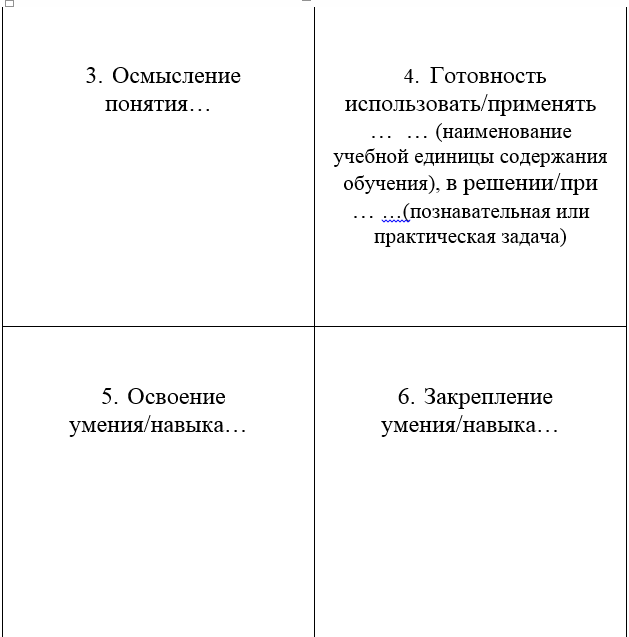 3. Осмысление
понятия…
4. Готовность
использовать/применять
… … (наименование
учебной единицы содержания
обучения), в решении/при
… …(познавательная или
практическая задача)
5. Освоение
умения/навыка…
6. Закрепление
умения/навыка…